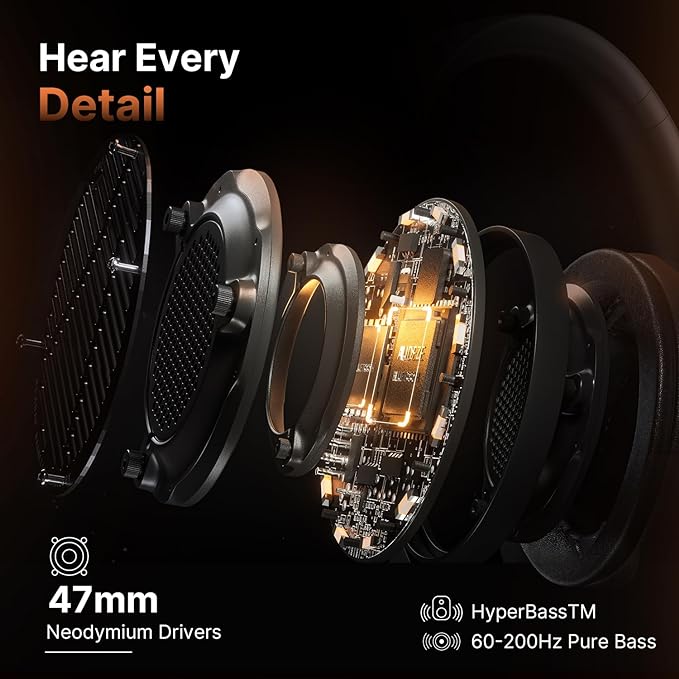 Hear Every
Detail
47mm
Neodymium Drivers
HyperBassTM
60-200Hz Pure Bass